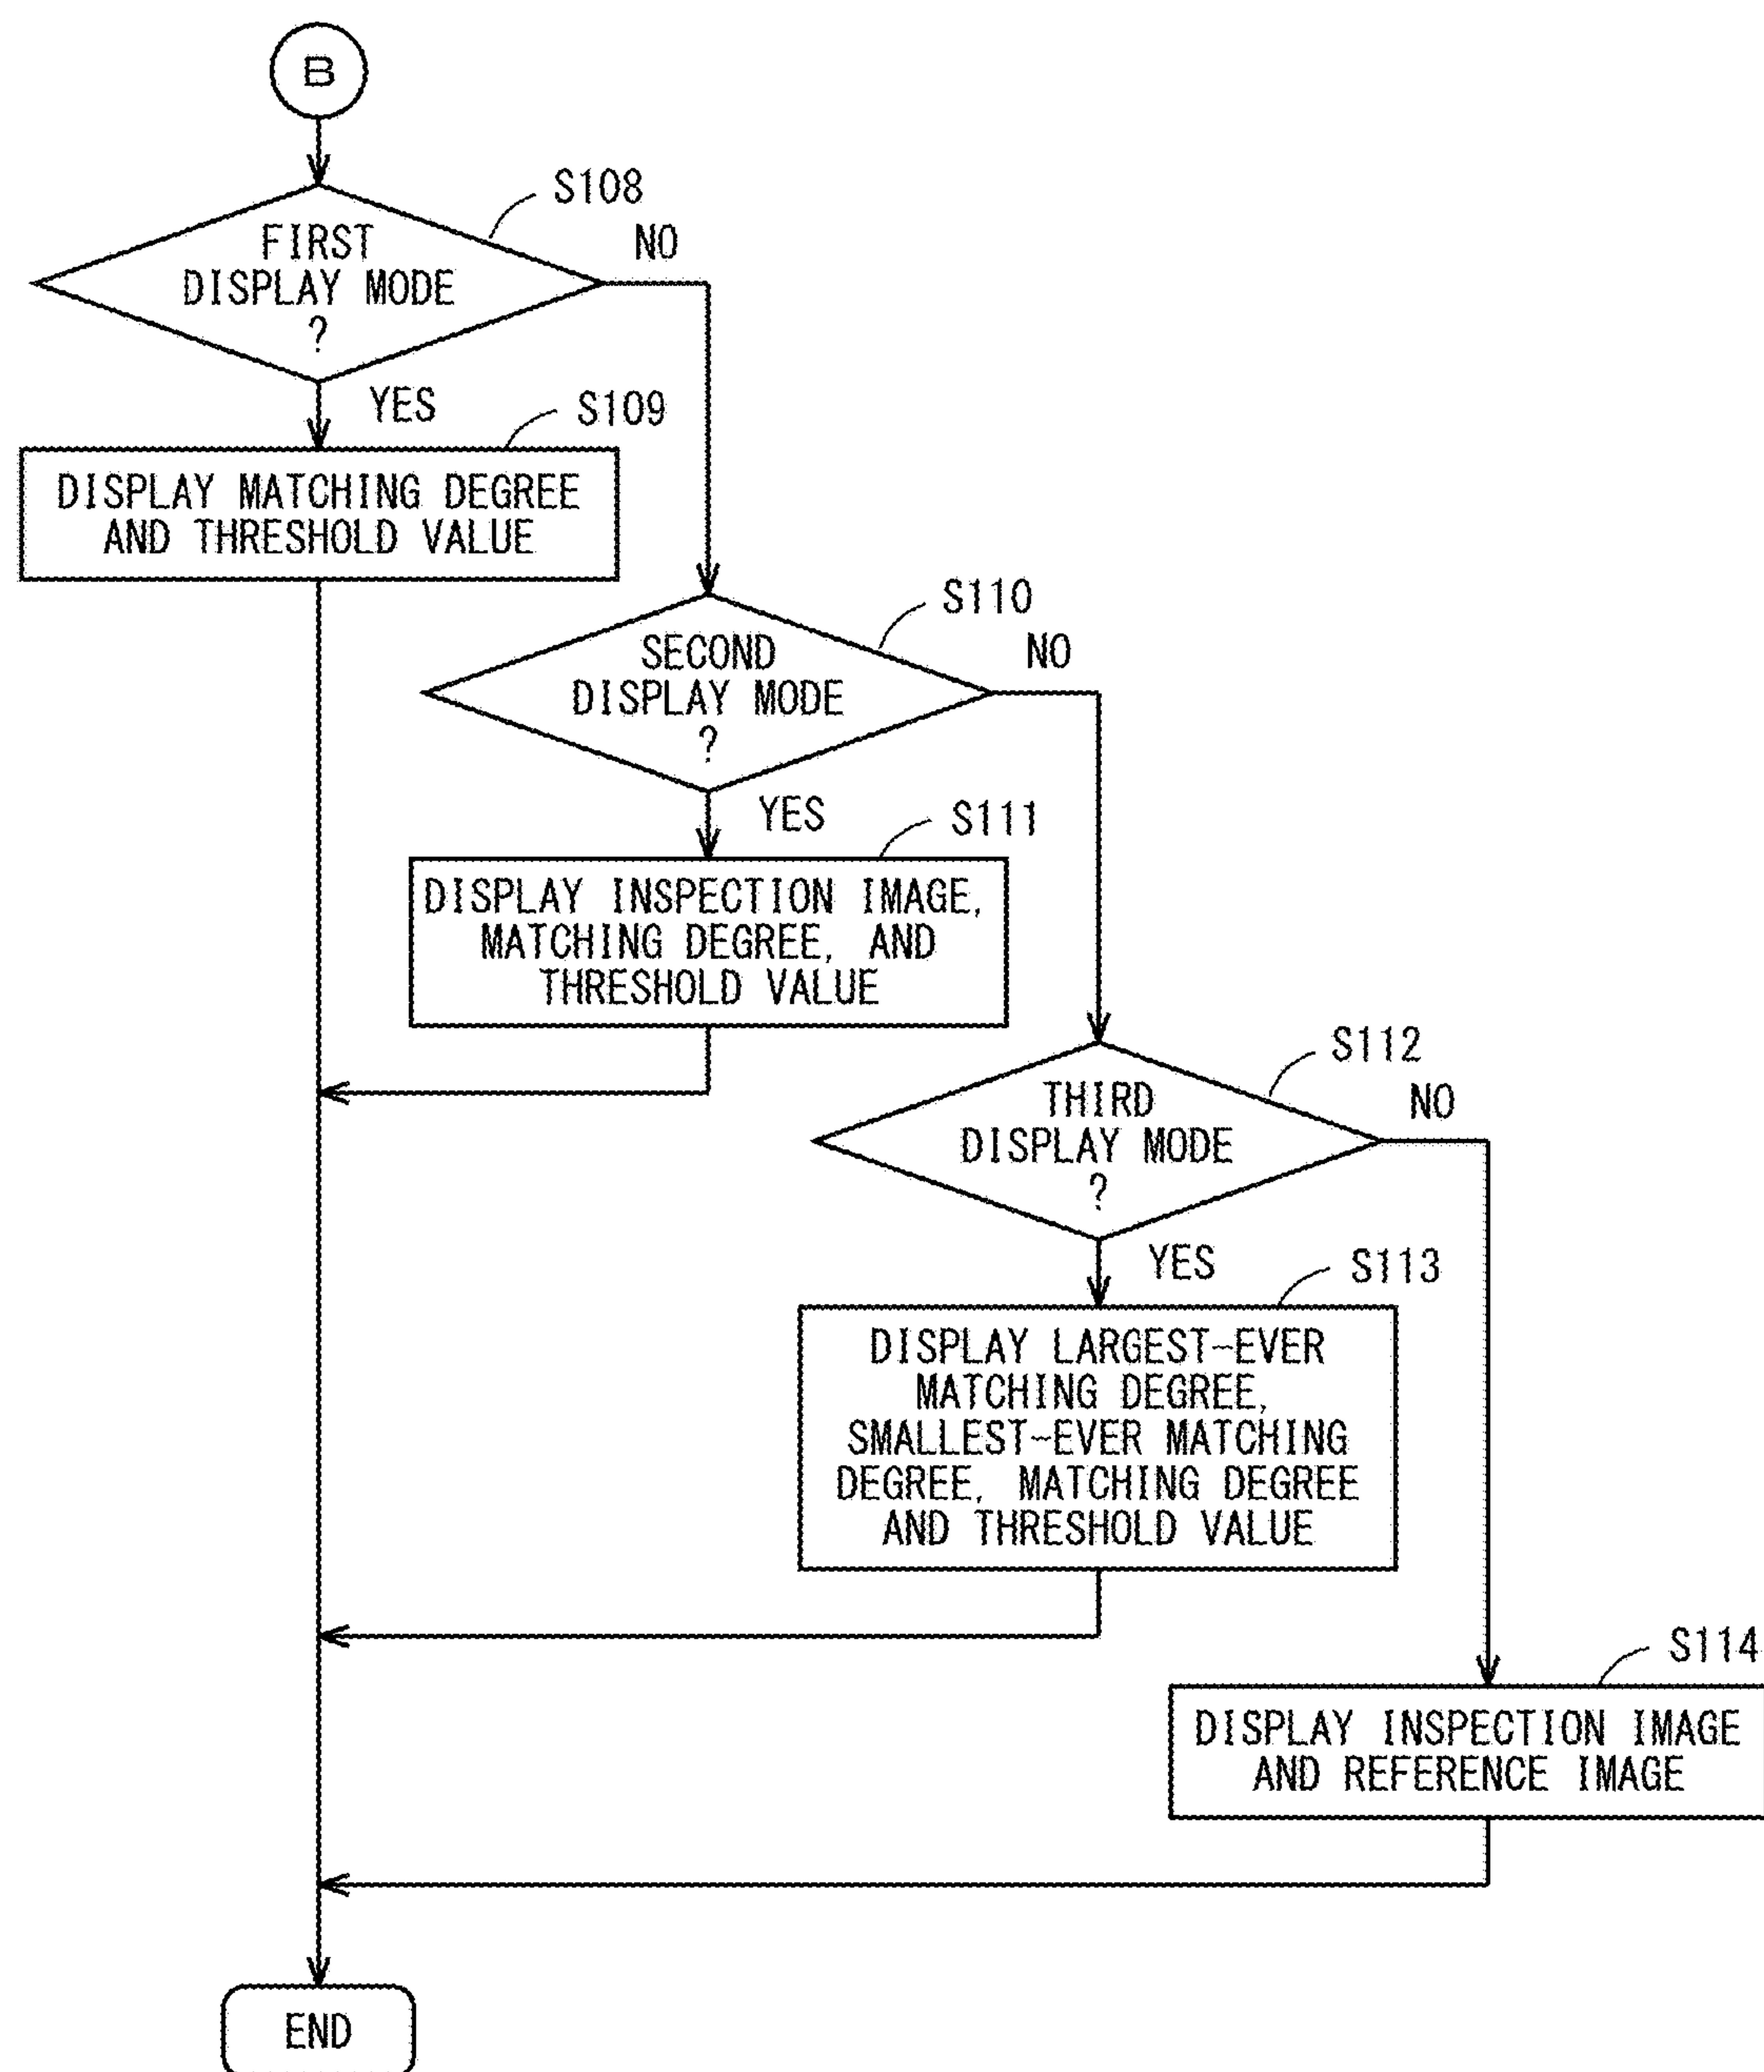 B
S108
FIRST
DISPLAY MODE
?
NO
YES
S109
DISPLAY MATCHING DEGREE
AND THRESHOLD VALUE
S110
SECOND
DISPLAY MODE
?
NO
YES
S111
DISPLAY INSPECTION IMAGE,
MATCHING DEGREE, AND
THRESHOLD VALUE
S112
THIRD
DISPLAY MODE
?
NO
YES
S113
DISPLAY LARGEST-EVER
MATCHING DEGREE,
SMALLEST-EVER MATCHING
DEGREE, MATCHING DEGREE
AND THRESHOLD VALUE
S114
DISPLAY INSPECTION IMAGE
AND REFERENCE IMAGE
END